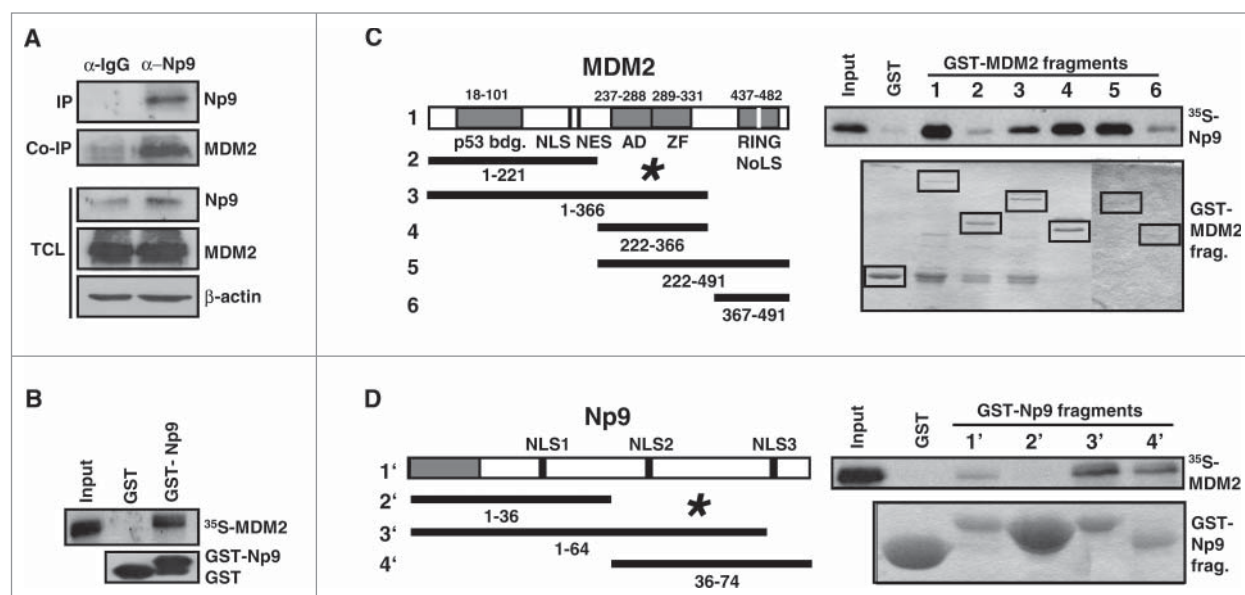 A
α-IgG α–Np9
IP
Np9
Co-IP
MDM2
TCL
Np9
MDM2
β-actin
B
Input
GST
GST- Np9
³⁵S-MDM2
GST-Np9
GST
C
MDM2
18-101 237-288 289-331 437-482
1
p53 bdg. NLS NES AD ZF RING
NoLS
2
1-221
*
3
1-366
4
222-366
5
222-491
6
367-491
Input
GST
GST-MDM2 fragments
1 2 3 4 5 6
³⁵S-
Np9
GST-
MDM2
frag.
D
Np9
NLS1 NLS2 NLS3
1‘
2‘
1-36
*
3‘
1-64
4‘
36-74
Input
GST
GST-Np9 fragments
1’ 2’ 3’ 4’
³⁵S-
MDM2
GST-
Np9
frag.